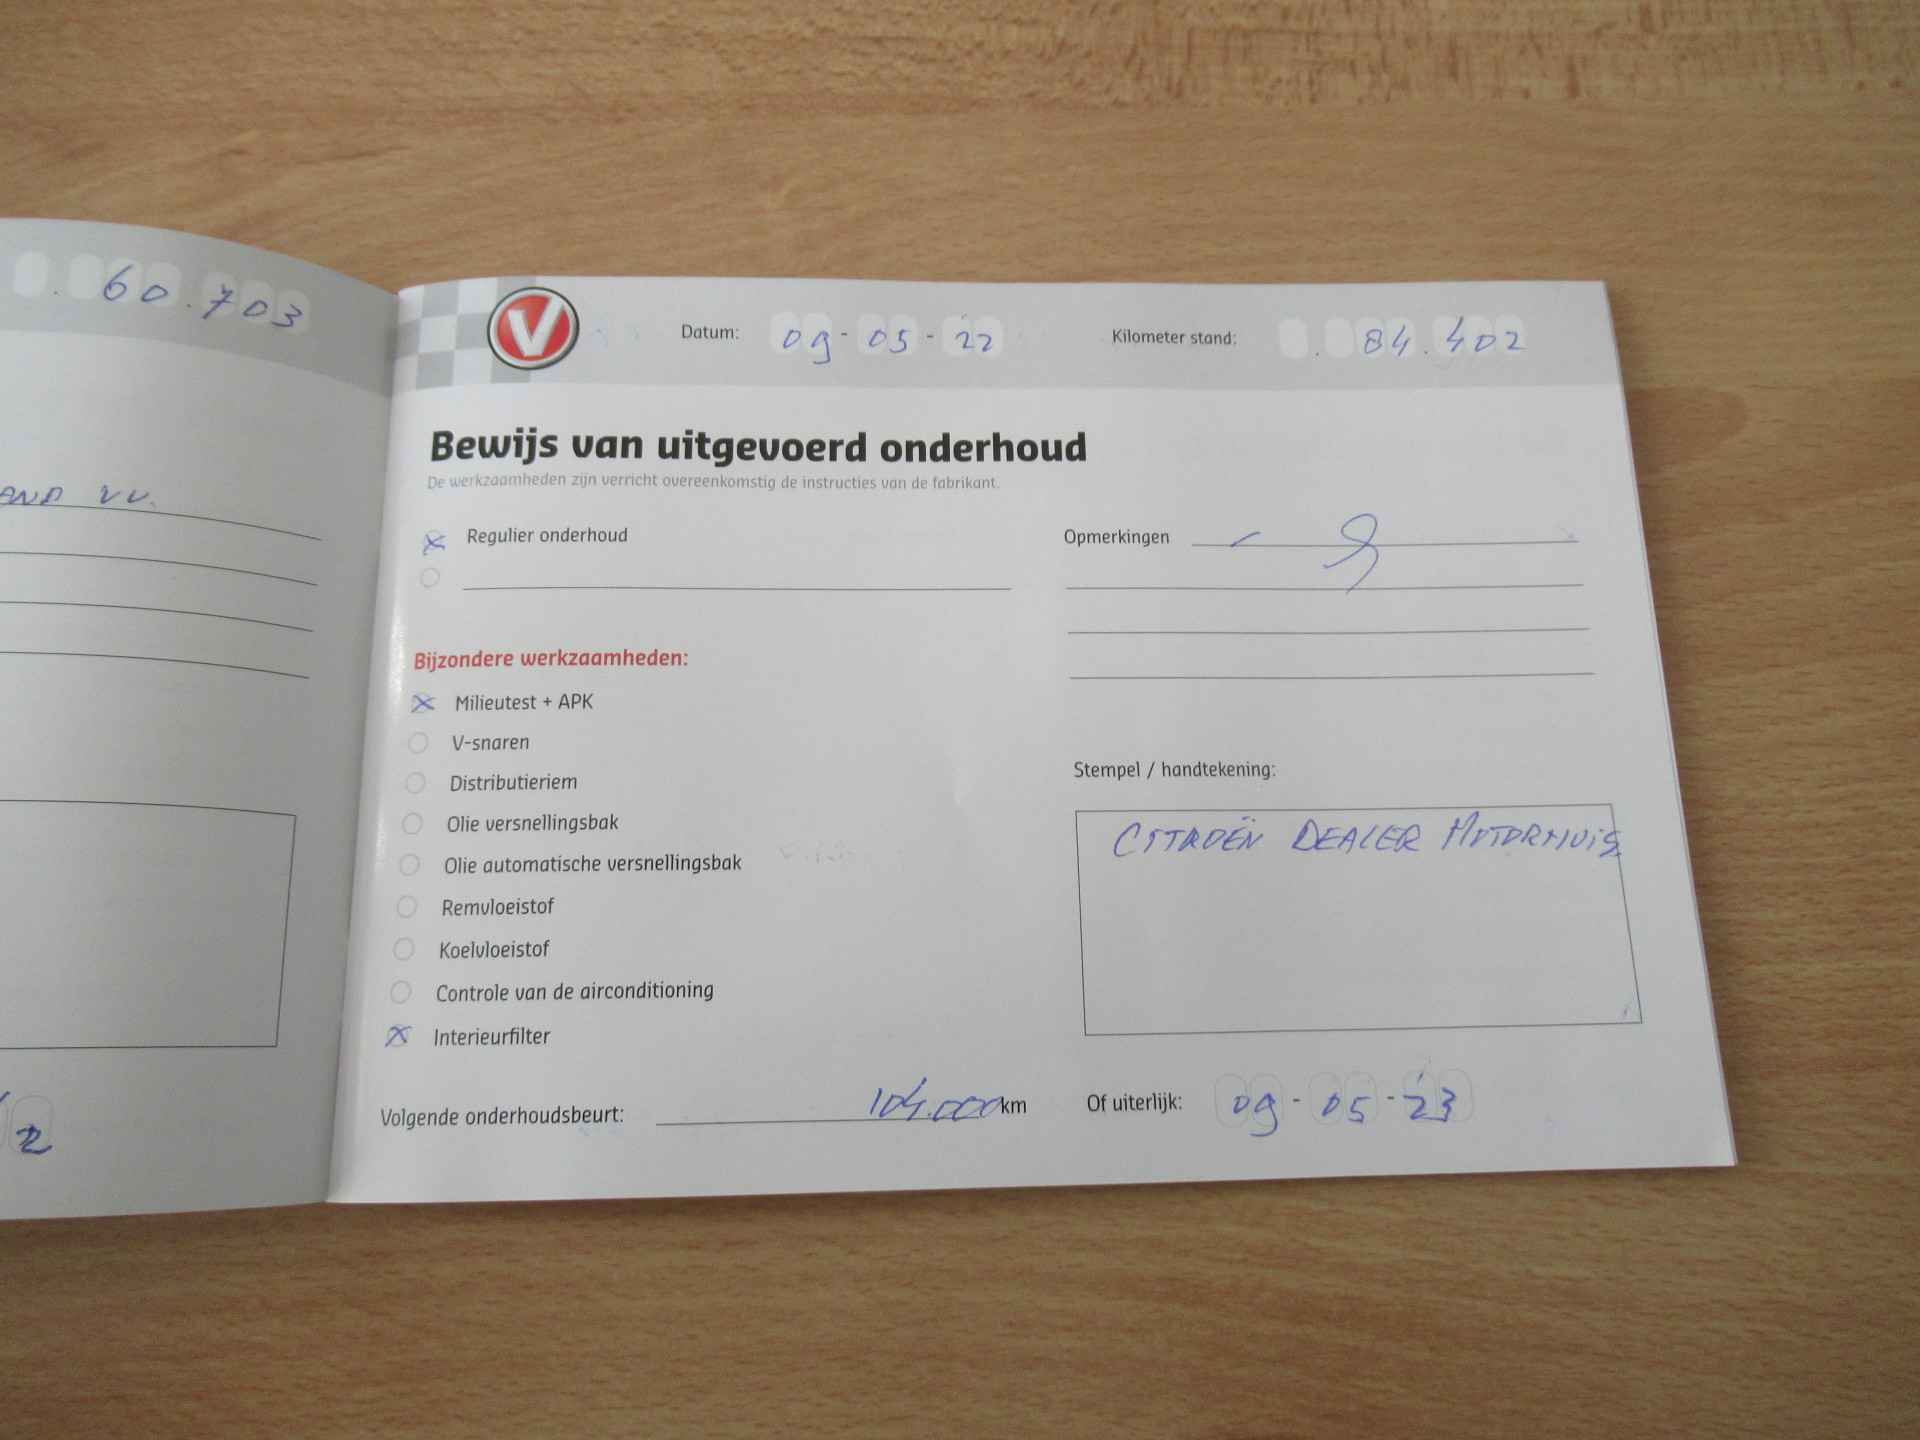 60.703
VV.
2
V
Datum: 09-05-22 Kilometer stand: . 84.402
Bewijs van uitgevoerd onderhoud
De werkzaamheden zijn verricht overeenkomstig de instructies van de fabrikant.
Regulier onderhoud
Opmerkingen
Bijzondere werkzaamheden:
Milieutest + APK
V-snaren
Distributieriem
Olie versnellingsbak
Olie automatische versnellingsbak
Remvloeistof
Koelvloeistof
Controle van de airconditioning
Interieurfilter
Stempel / handtekening:
CITROËN DEALER MOTORHUIS
Volgende onderhoudsbeurt: 104.000 km Of uiterlijk: 09-05-23